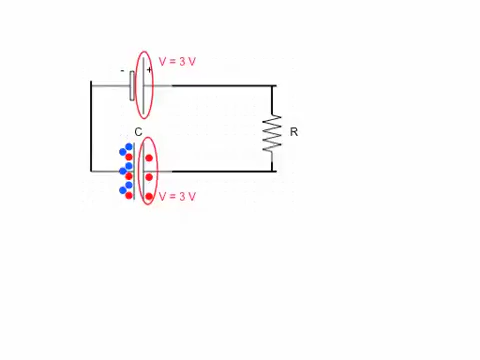 V = 3 V
- +
C
R
V = 3 V